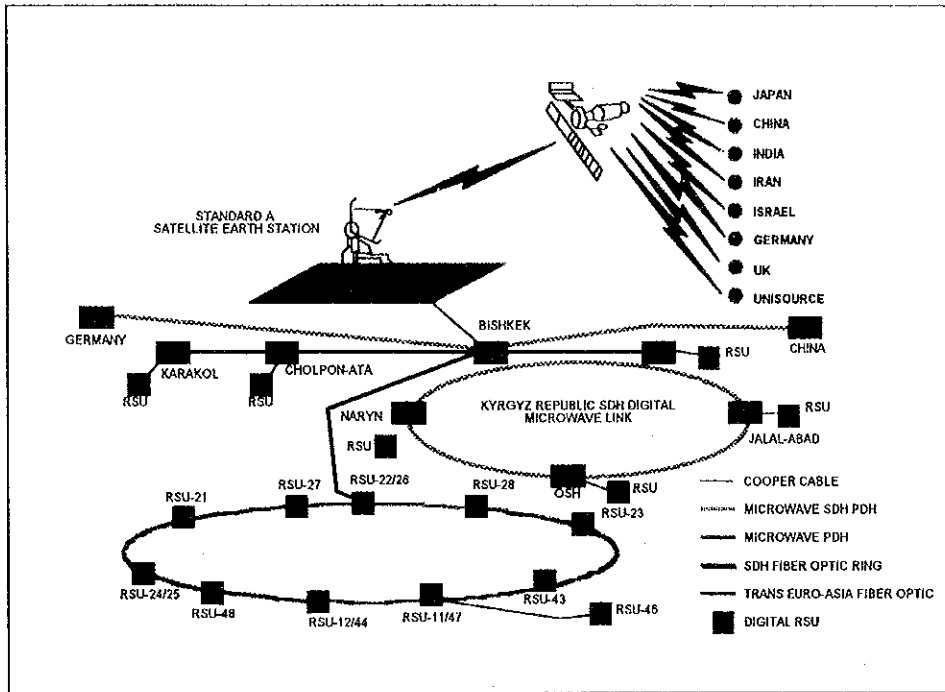 JAPAN
CHINA
INDIA
IRAN
ISRAEL
GERMANY
UK
UNISOURCE
STANDARD A
SATELLITE EARTH STATION
GERMANY
BISHKEK
CHINA
KARAKOL
CHOLPON-ATA
RSU
RSU
RSU
NARYN
KYRGYZ REPUBLIC SDH DIGITAL
MICROWAVE LINK
RSU
JALAL-ABAD
RSU
OSH
RSU
RSU-21
RSU-27
RSU-22/26
RSU-28
RSU-23
RSU-24/25
RSU-48
RSU-12/44
RSU-11/47
RSU-43
RSU-46
COOPER CABLE
MICROWAVE SDH PDH
MICROWAVE PDH
SDH FIBER OPTIC RING
TRANS EURO-ASIA FIBER OPTIC
DIGITAL RSU